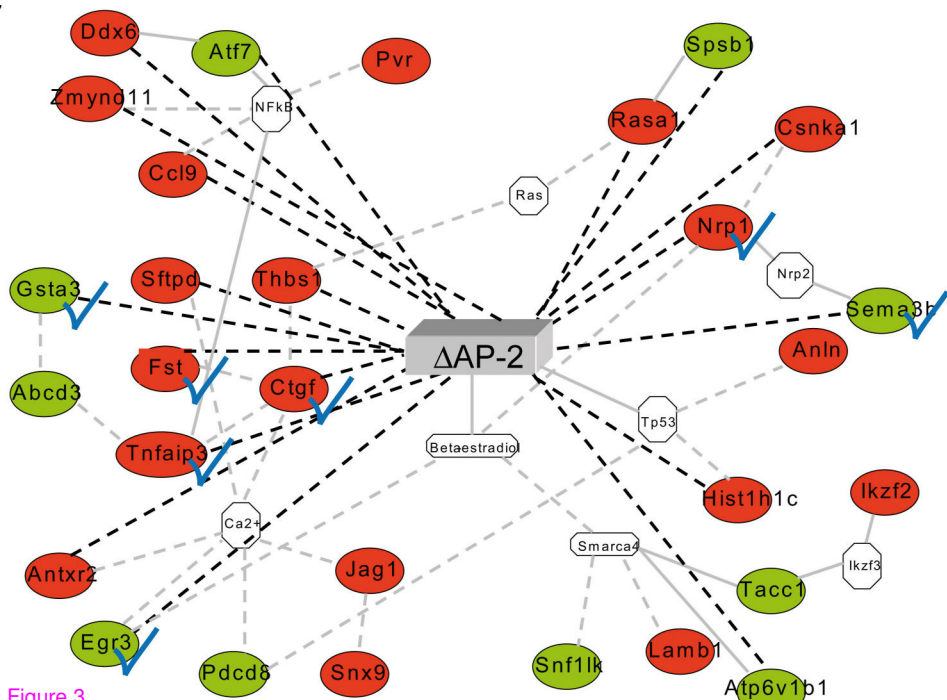 Ddx6
Atf7
Pvr
Spsb1
Zmynd11
NFkB
Rasa1
Csnka1
Ccl9
Ras
Nrp1
Nrp2
Gsta3
Sftpd
Thbs1
Sema3b
ΔAP-2
Anln
Fst
Ctgf
Abcd3
Tp53
Tnfaip3
Betaestradiol
Hist1h1c
Ikzf2
Ca2+
Smarca4
Ikzf3
Antxr2
Jag1
Tacc1
Egr3
Pdcd8
Snx9
Snf1lk
Lamb1
Atp6v1b1
Figure 3